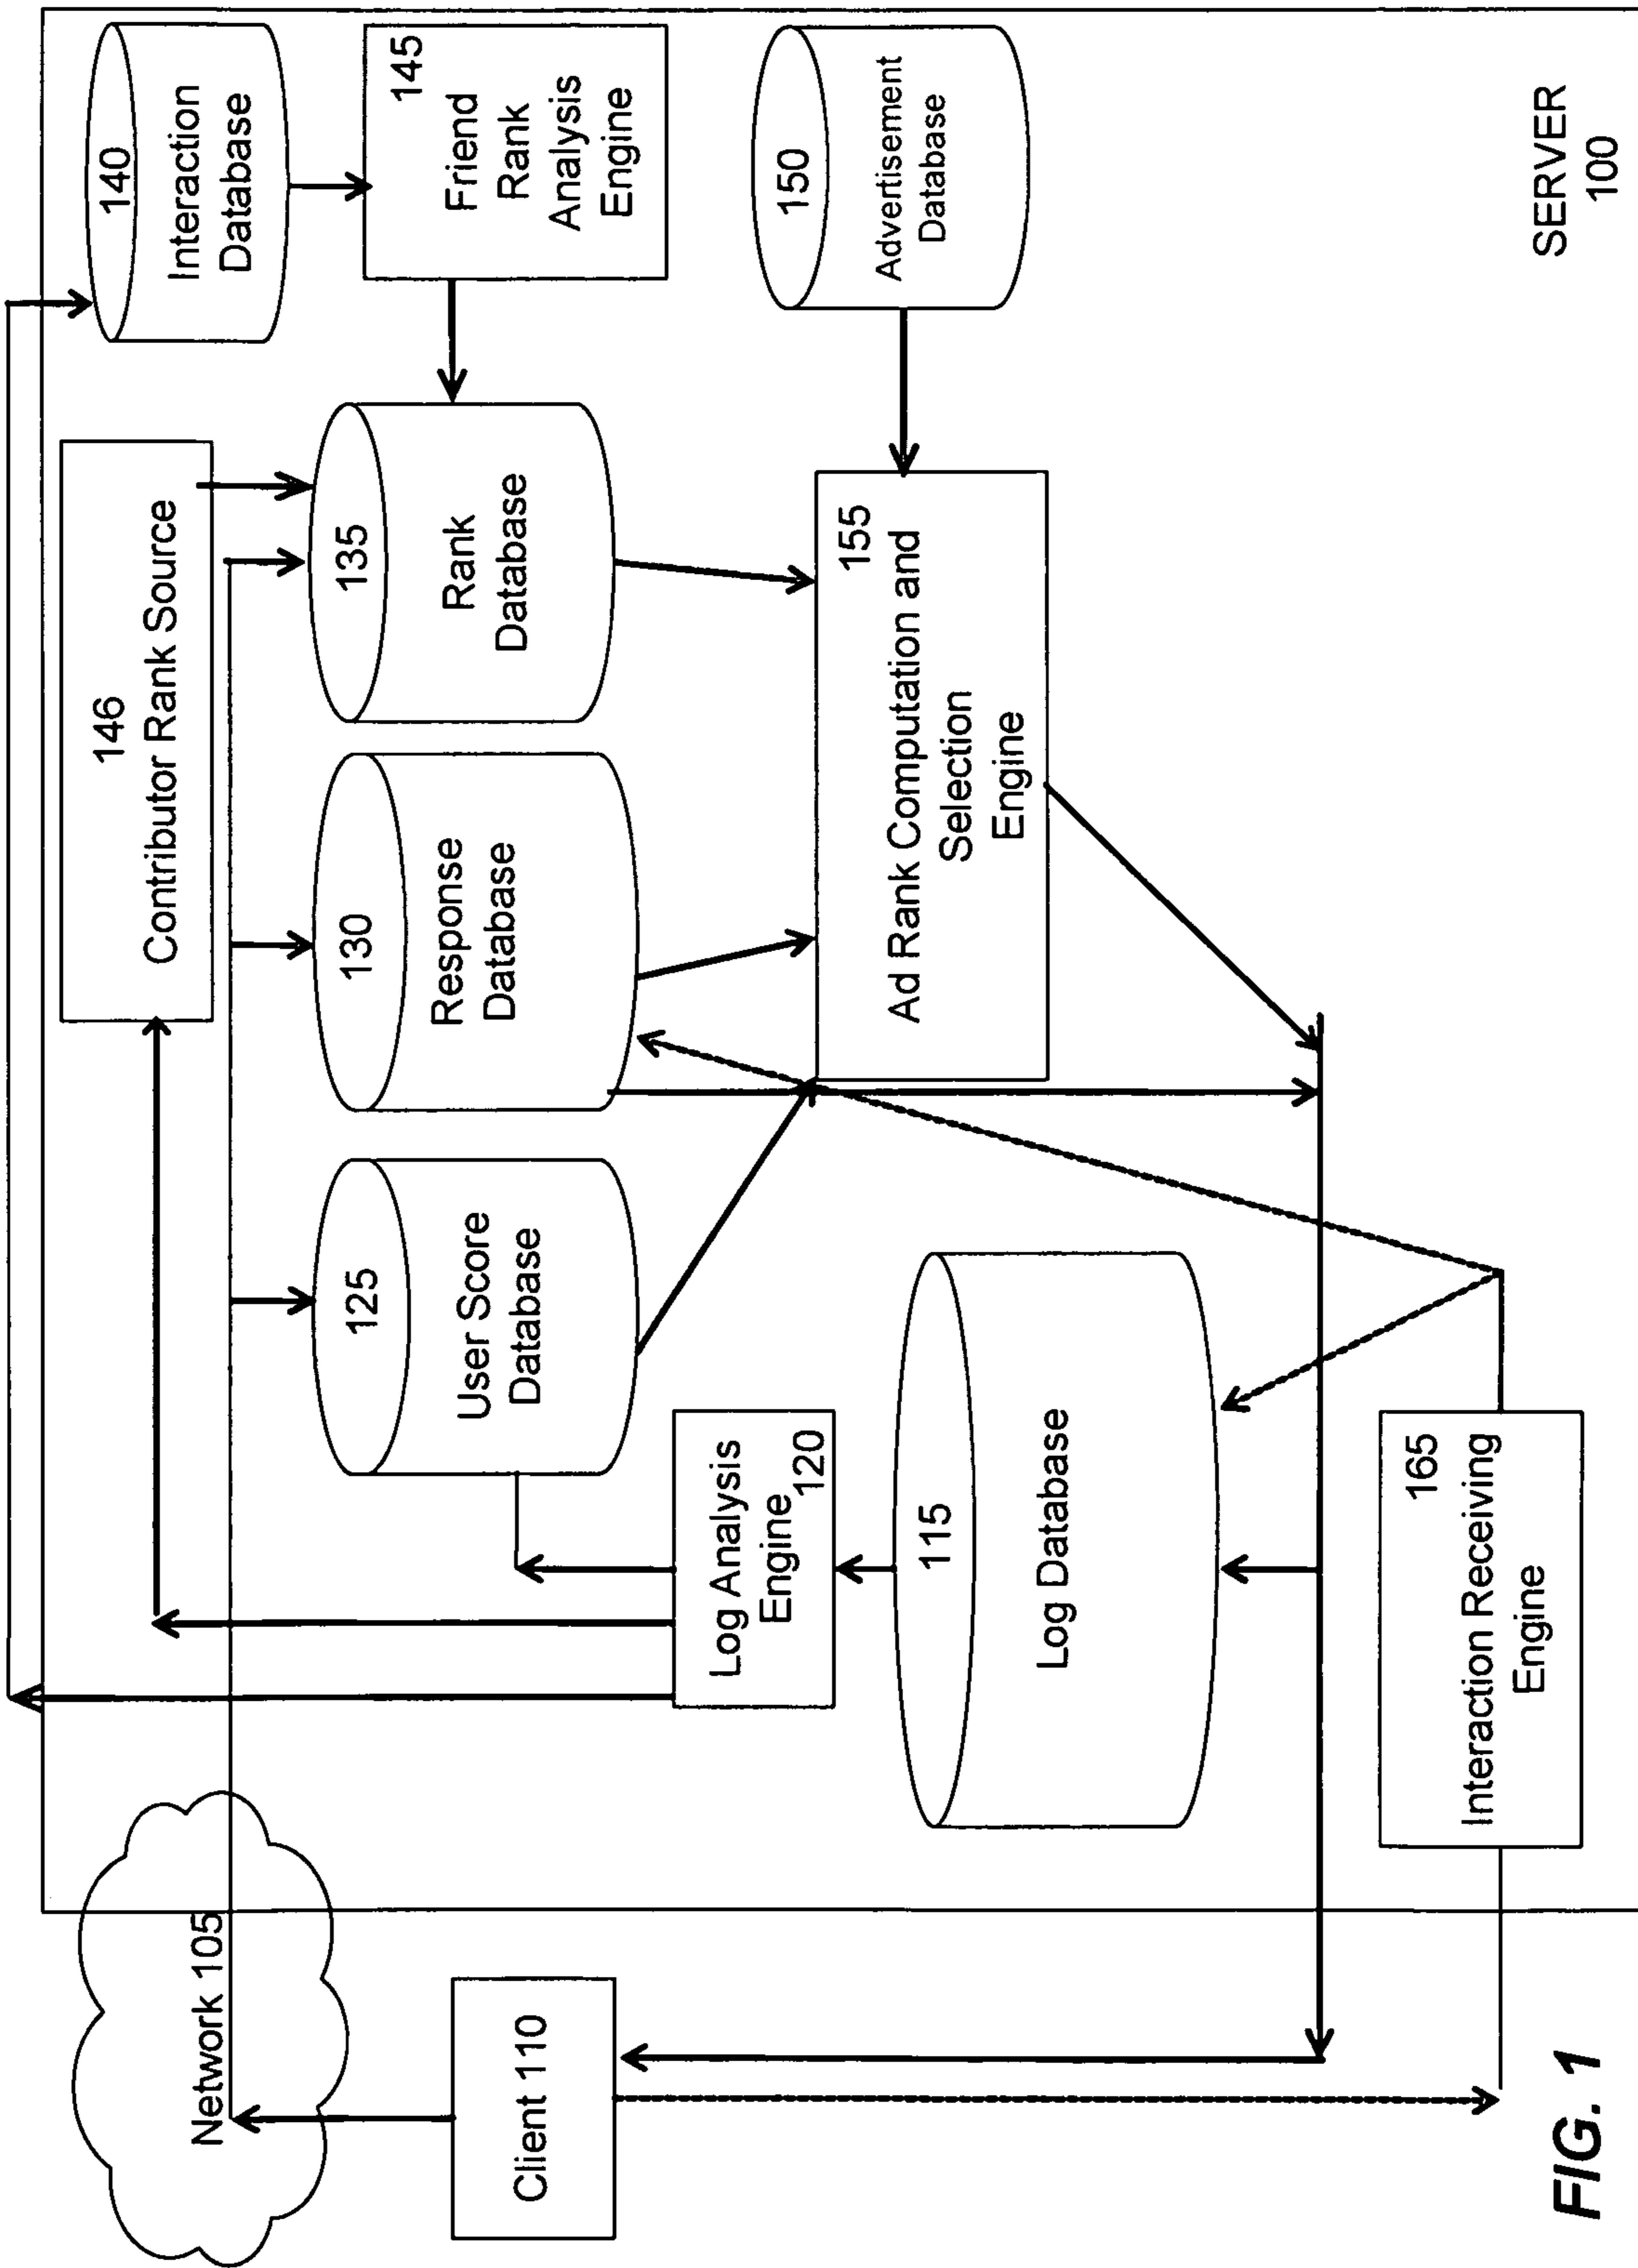 Network 105
Client 110
146
Contributor Rank Source
140
Interaction
Database
125
User Score
Database
130
Response
Database
135
Rank
Database
145
Friend
Rank
Analysis
Engine
Log Analysis
Engine
120
115
Log Database
155
Ad Rank Computation and
Selection
Engine
150
Advertisement
Database
165
Interaction Receiving
Engine
SERVER
100
FIG. 1